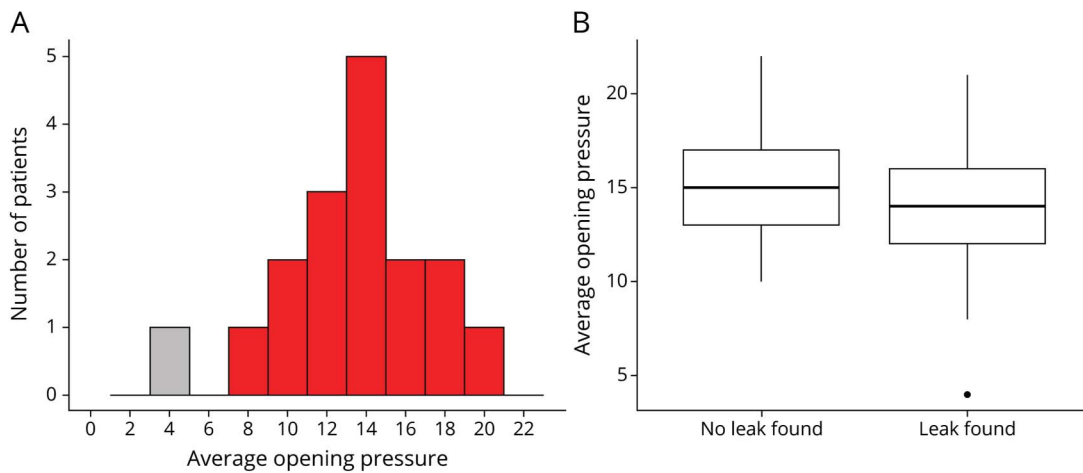 A
Number of patients
5
4
3
2
1
0
0 2 4 6 8 10 12 14 16 18 20 22
Average opening pressure
B
Average opening pressure
20
15
10
5
No leak found Leak found